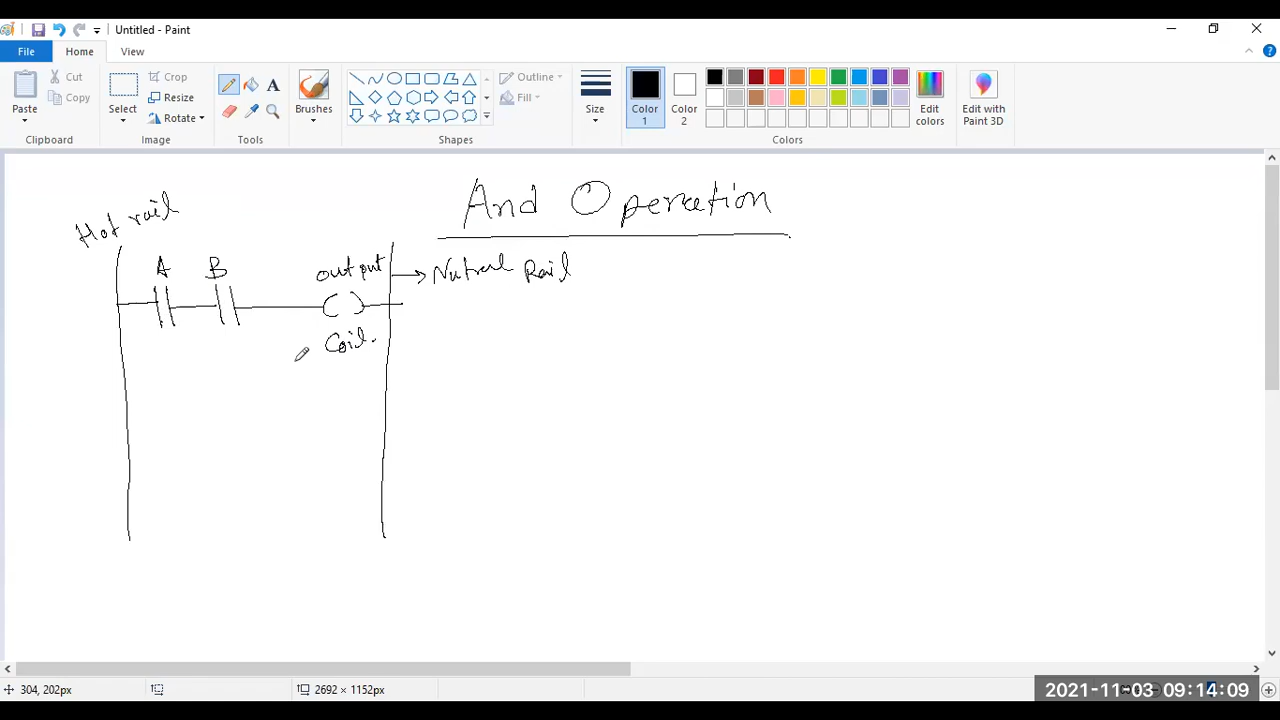 Untitled - Paint
File Home View
Paste
Cut
Copy
Clipboard
Select
Crop
Resize
Rotate
Image
A
Tools
Brushes
Outline
Fill
Shapes
Size
Color 1
Color 2
Edit colors
Colors
Edit with Paint 3D
And Operation
Hot rail
A B output
Nutral Rail
Coil.
304, 202px
2692 × 1152px
2021-11-03 09:14:09